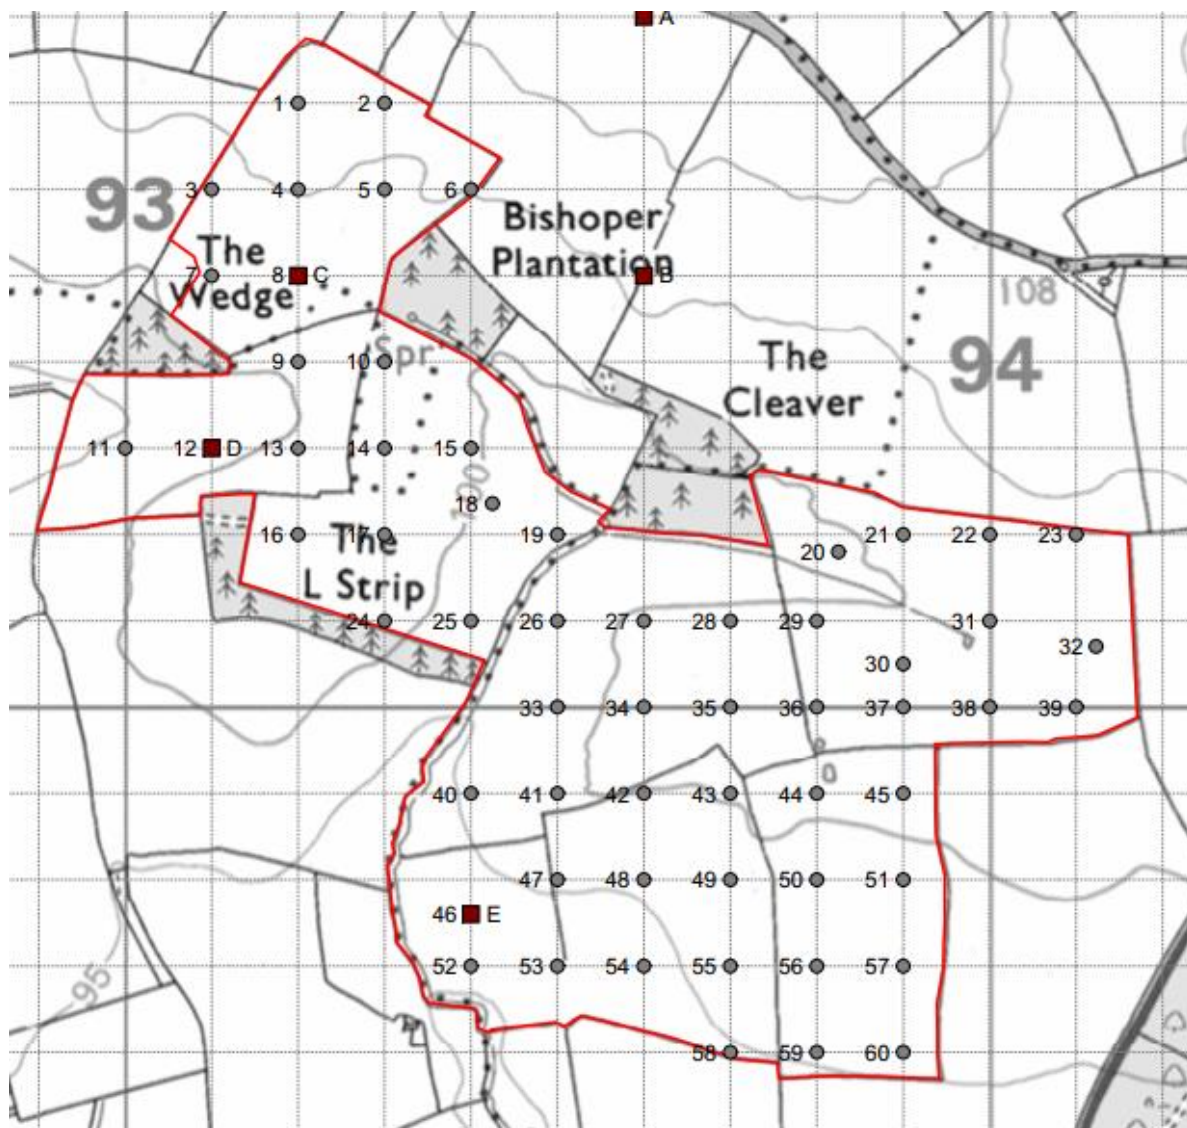 A
1 2
93
3 4 5 6
Bishoper
Plantation
The
Wedge
7 8 C B
108
9 10 Spr
The
Cleaver
94
11 12 D 13 14 15
100
18
The
L Strip
16 17 19 20 21 22 23
24 25 26 27 28 29 31
30 32
33 34 35 36 37 38 39
40 41 42 43 44 45
47 48 49 50 51
46 E
95
52 53 54 55 56 57
58 59 60